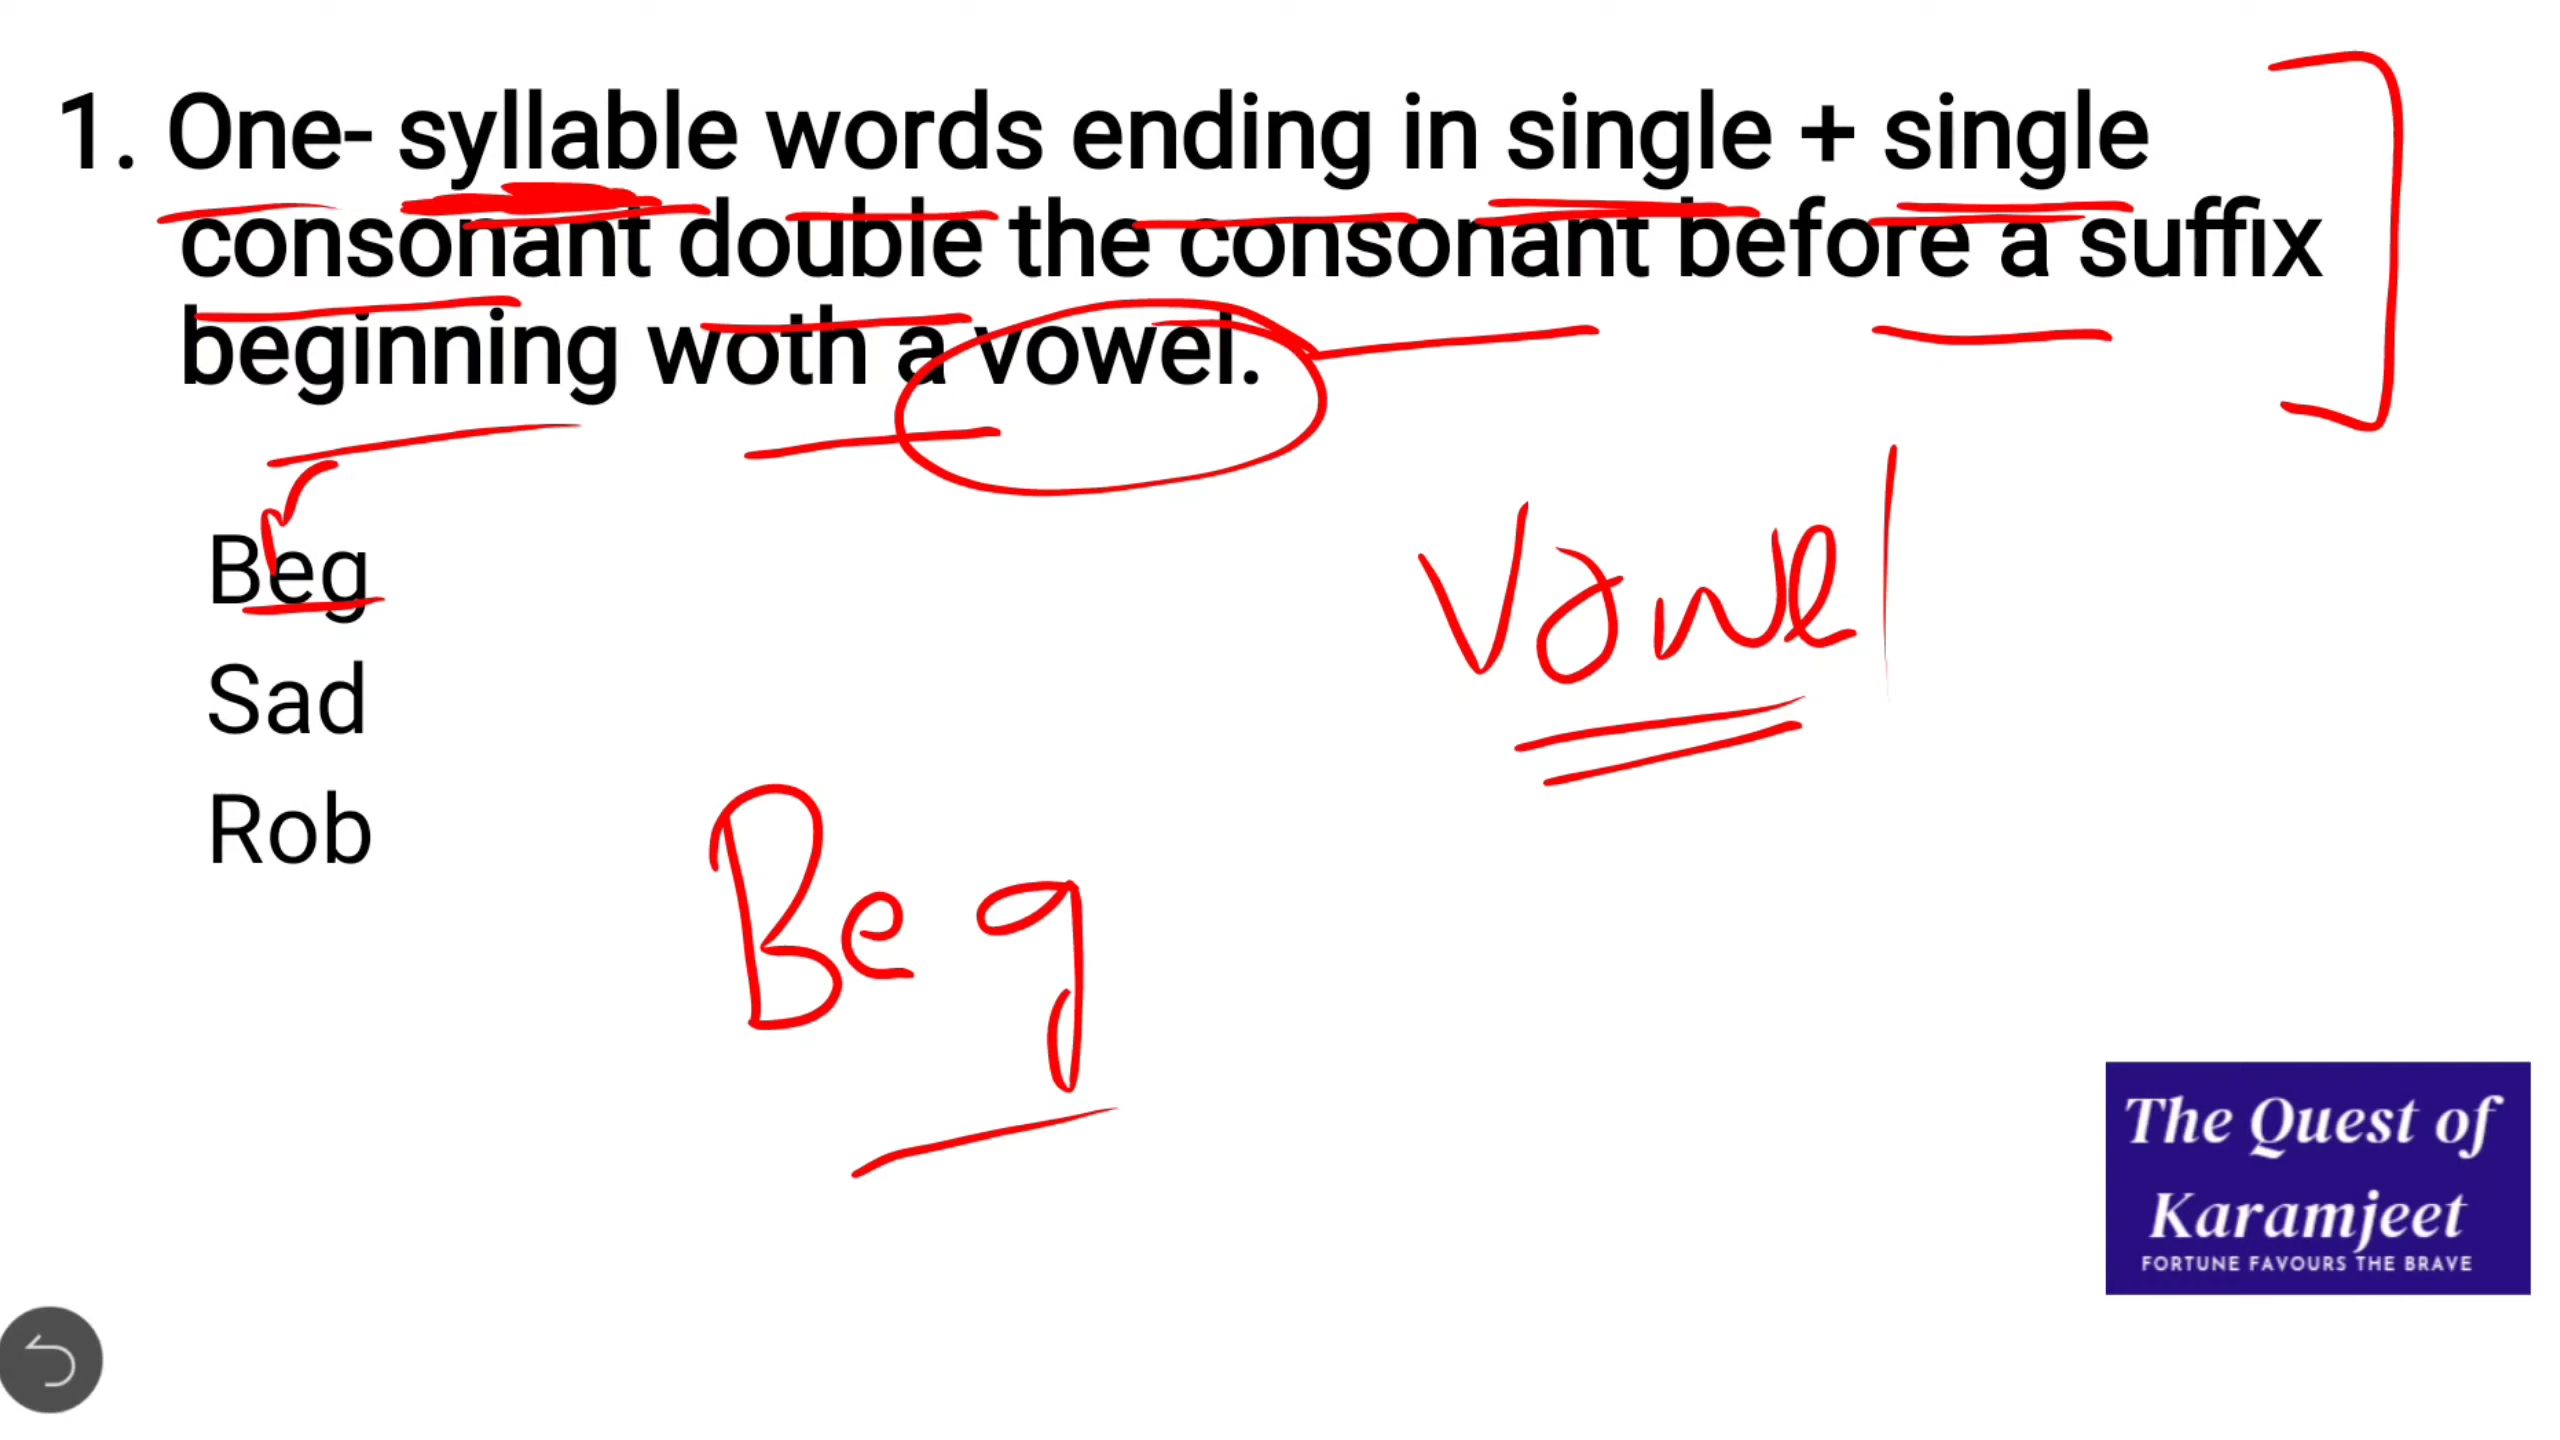 1. One- syllable words ending in single + single
consonant double the consonant before a suffix
beginning woth a vowel.
Beg
Sad
Rob
Vowel
Beg
The Quest of
Karamjeet
FORTUNE FAVOURS THE BRAVE